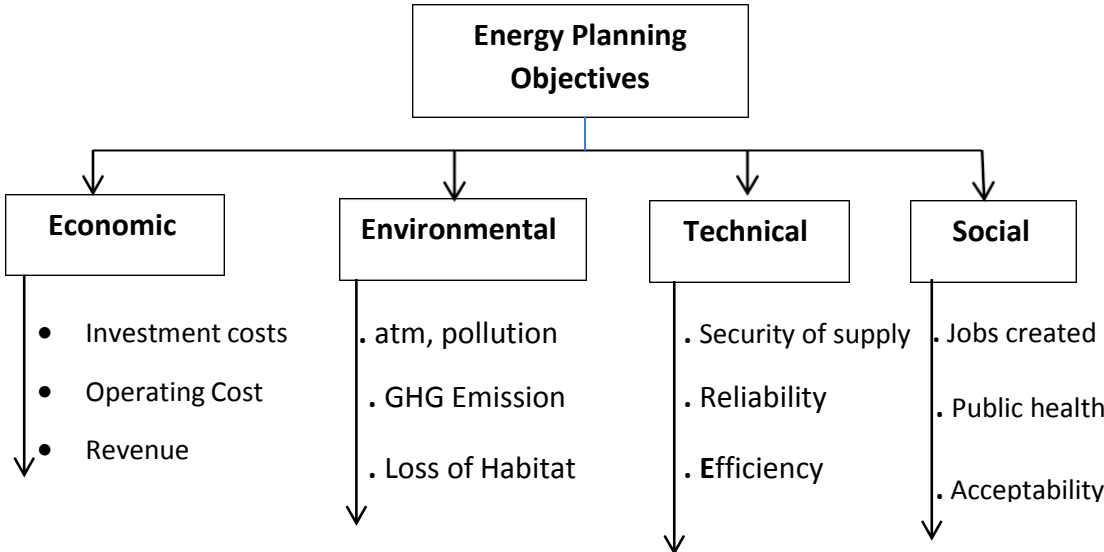 Energy Planning
Objectives
Economic
Environmental
Technical
Social
• Investment costs
• Operating Cost
• Revenue
. atm, pollution
. GHG Emission
. Loss of Habitat
. Security of supply
. Reliability
. Efficiency
. Jobs created
. Public health
. Acceptability